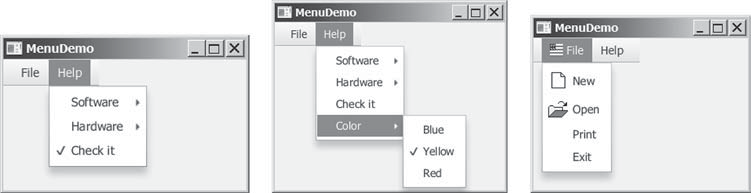 MenuDemo
File Help
Software
Hardware
Check it
MenuDemo
File Help
Software
Hardware
Check it
Color
Blue
Yellow
Red
MenuDemo
File Help
New
Open
Print
Exit